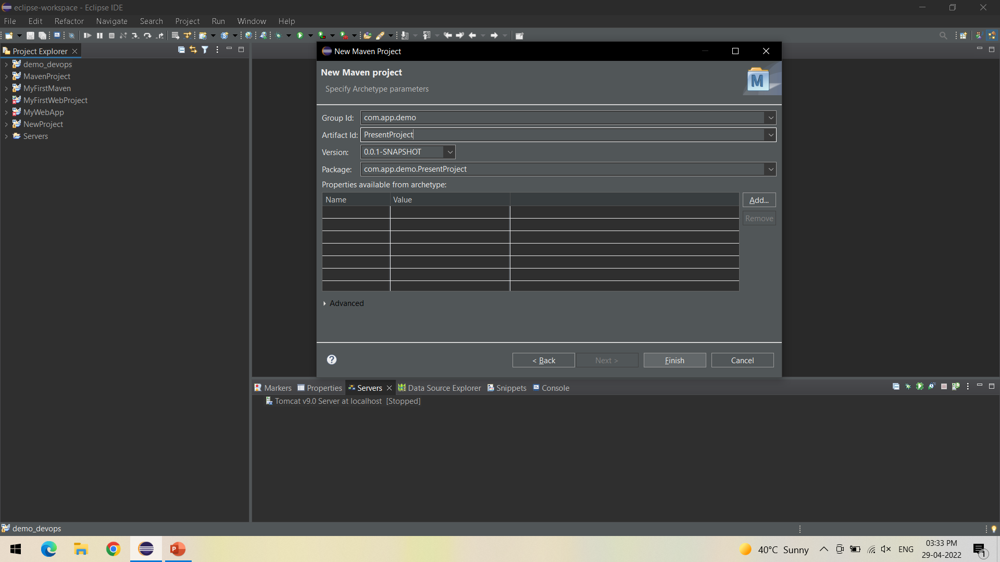 eclipse-workspace - Eclipse IDE
File Edit Refactor Navigate Search Project Run Window Help
Project Explorer
demo_devops
MavenProject
MyFirstMaven
MyFirstWebProject
MyWebApp
NewProject
Servers
New Maven Project
New Maven project
Specify Archetype parameters
M
Group Id: com.app.demo
Artifact Id: PresentProject
Version: 0.0.1-SNAPSHOT
Package: com.app.demo.PresentProject
Properties available from archetype:
Name Value
Add...
Remove
Advanced
?
< Back Next > Finish Cancel
Markers Properties Servers Data Source Explorer Snippets Console
Tomcat v9.0 Server at localhost [Stopped]
demo_devops
P
40°C Sunny
ENG
03:33 PM
29-04-2022
1